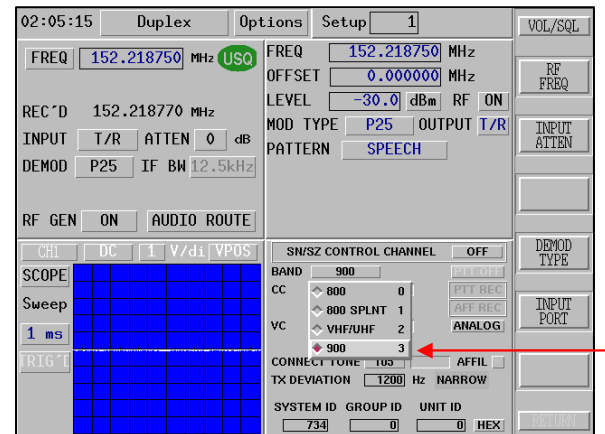 02:05:15 Duplex Options Setup 1
VOL/SQL
FREQ 152.218750 MHz USQ
REC'D 152.218770 MHz
INPUT T/R ATTEN 0 dB
DEMOD P25 IF BW 12.5kHz
RF GEN ON AUDIO ROUTE
FREQ 152.218750 MHz
OFFSET 0.000000 MHz
LEVEL -30.0 dBm RF ON
MOD TYPE P25 OUTPUT T/R
PATTERN SPEECH
RF FREQ
INPUT ATTEN
DEMOD TYPE
INPUT PORT
RETURN
CH1 DC 1 V/di VPOS
SCOPE
Sweep
1 ms
TRIG'D
SN/SZ CONTROL CHANNEL OFF
BAND 900 PTT OFF
CC PTT REC
AFF REC
VC ANALOG
800 0
800 SPLNT 1
VHF/UHF 2
900 3
CONNECT TONE 105 AFFIL
TX DEVIATION 1200 Hz NARROW
SYSTEM ID GROUP ID UNIT ID
734 0 0 HEX